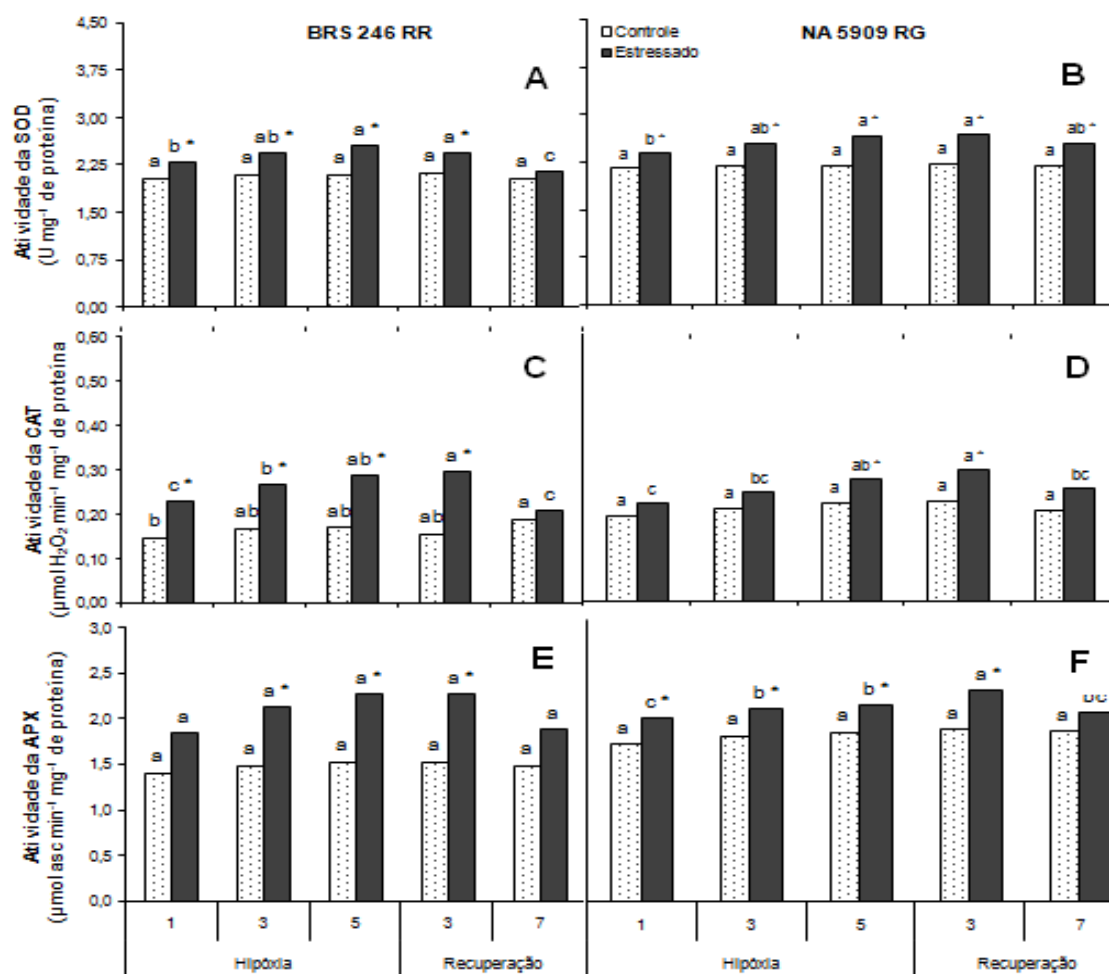 BRS 246 RR
NA 5909 RG
Controle
Estressado
A
B
Atividade da SOD
(U mg⁻¹ de proteína)
4,50
3,75
3,00
2,25
1,50
0,75
0,00
a b * a ab * a a * a a * a c
a b * a ab * a a * a a * a ab *
C
D
Atividade da CAT
(µmol H₂O₂ min⁻¹ mg⁻¹ de proteína
0,60
0,50
0,40
0,30
0,20
0,10
0,00
b c * ab b * ab ab * ab a * a c
a c a bc a ab * a a * a bc
E
F
Atividade da APX
(µmol asc min⁻¹ mg⁻¹ de proteína)
3,0
2,5
2,0
1,5
1,0
0,5
0,0
a a a a * a a * a a * a a
a c * a b * a b * a a * a bc
1 3 5 3 7 1 3 5 3 7
Hipóxia Recuperação Hipóxia Recuperação